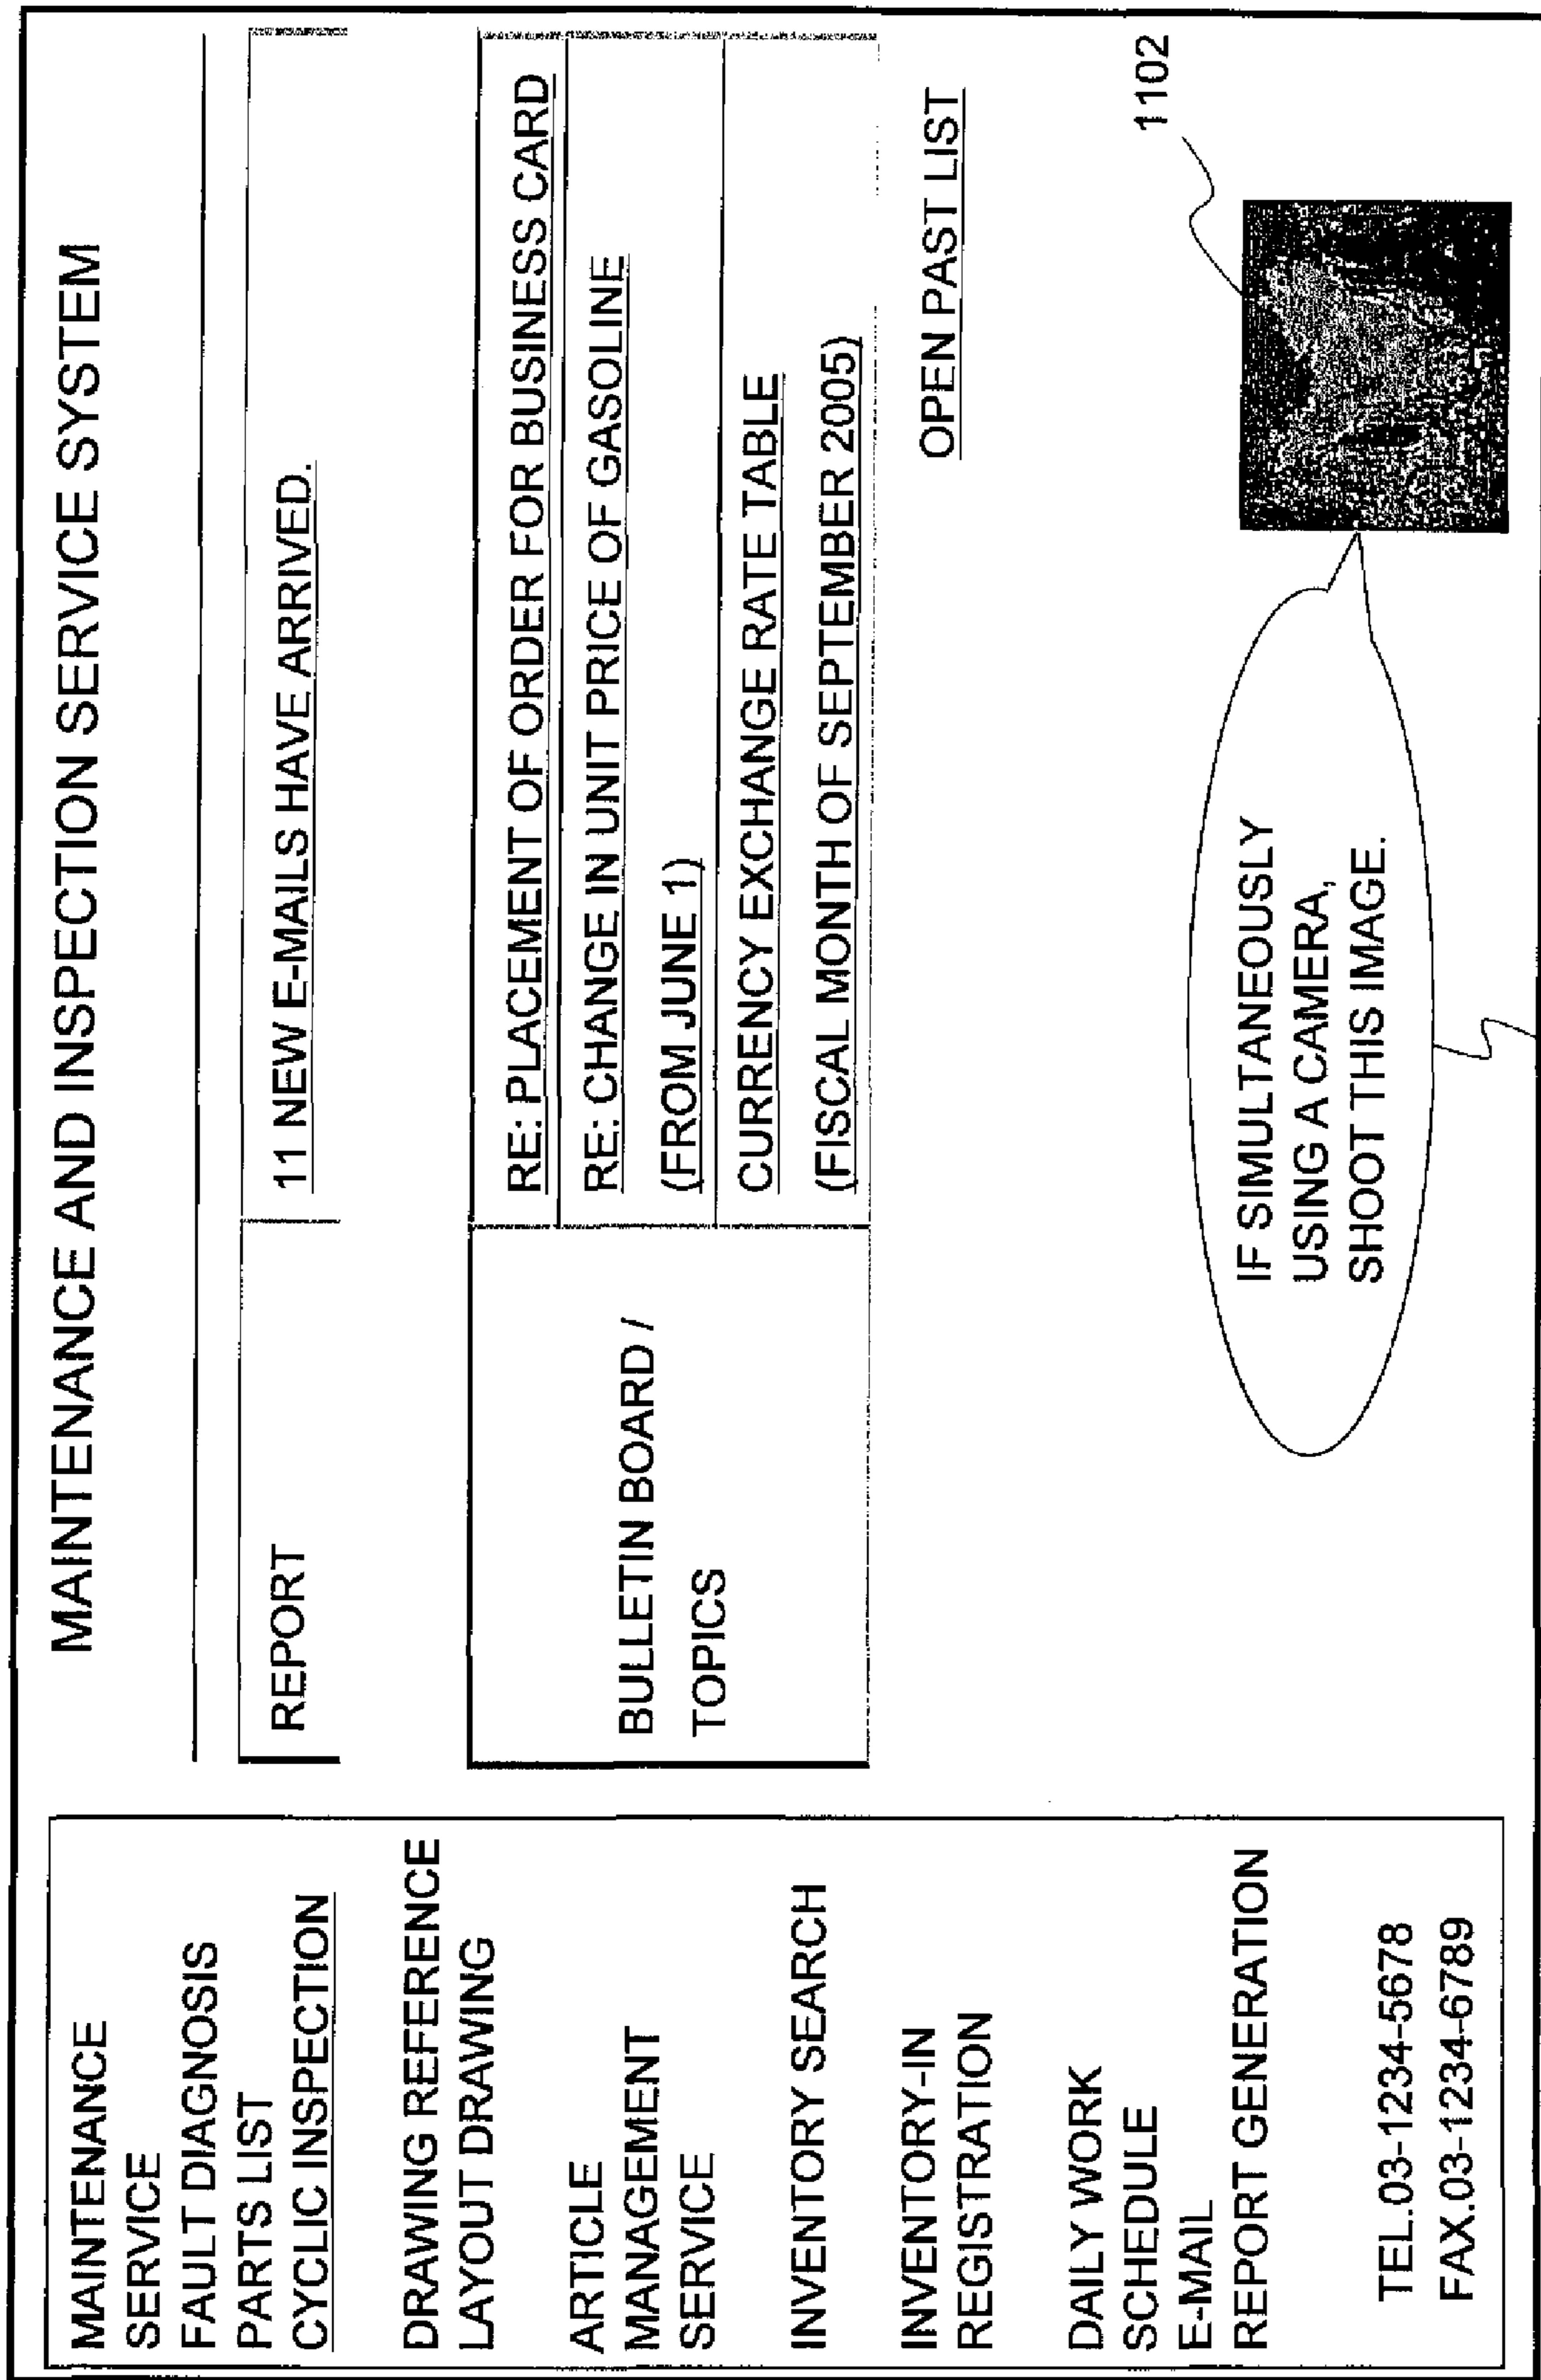 MAINTENANCE AND INSPECTION SERVICE SYSTEM
MAINTENANCE
SERVICE
FAULT DIAGNOSIS
PARTS LIST
CYCLIC INSPECTION
DRAWING REFERENCE
LAYOUT DRAWING
ARTICLE
MANAGEMENT
SERVICE
INVENTORY SEARCH
INVENTORY-IN
REGISTRATION
DAILY WORK
SCHEDULE
E-MAIL
REPORT GENERATION
TEL.03-1234-5678
FAX.03-1234-6789
REPORT
11 NEW E-MAILS HAVE ARRIVED.
BULLETIN BOARD /
TOPICS
RE: PLACEMENT OF ORDER FOR BUSINESS CARD
RE: CHANGE IN UNIT PRICE OF GASOLINE
(FROM JUNE 1)
CURRENCY EXCHANGE RATE TABLE
(FISCAL MONTH OF SEPTEMBER 2005)
OPEN PAST LIST
IF SIMULTANEOUSLY
USING A CAMERA,
SHOOT THIS IMAGE.
1102